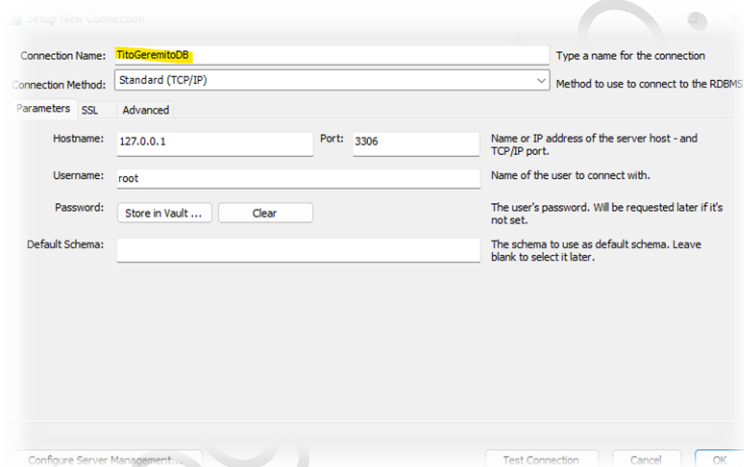 Setup New Connection
Connection Name: TitoGeremitoDB Type a name for the connection
Connection Method: Standard (TCP/IP) Method to use to connect to the RDBMS
Parameters SSL Advanced
Hostname: 127.0.0.1 Port: 3306 Name or IP address of the server host - and
TCP/IP port.
Username: root Name of the user to connect with.
Password: Store in Vault ... Clear The user's password. Will be requested later if it's
not set.
Default Schema: The schema to use as default schema. Leave
blank to select it later.
Configure Server Management... Test Connection Cancel OK